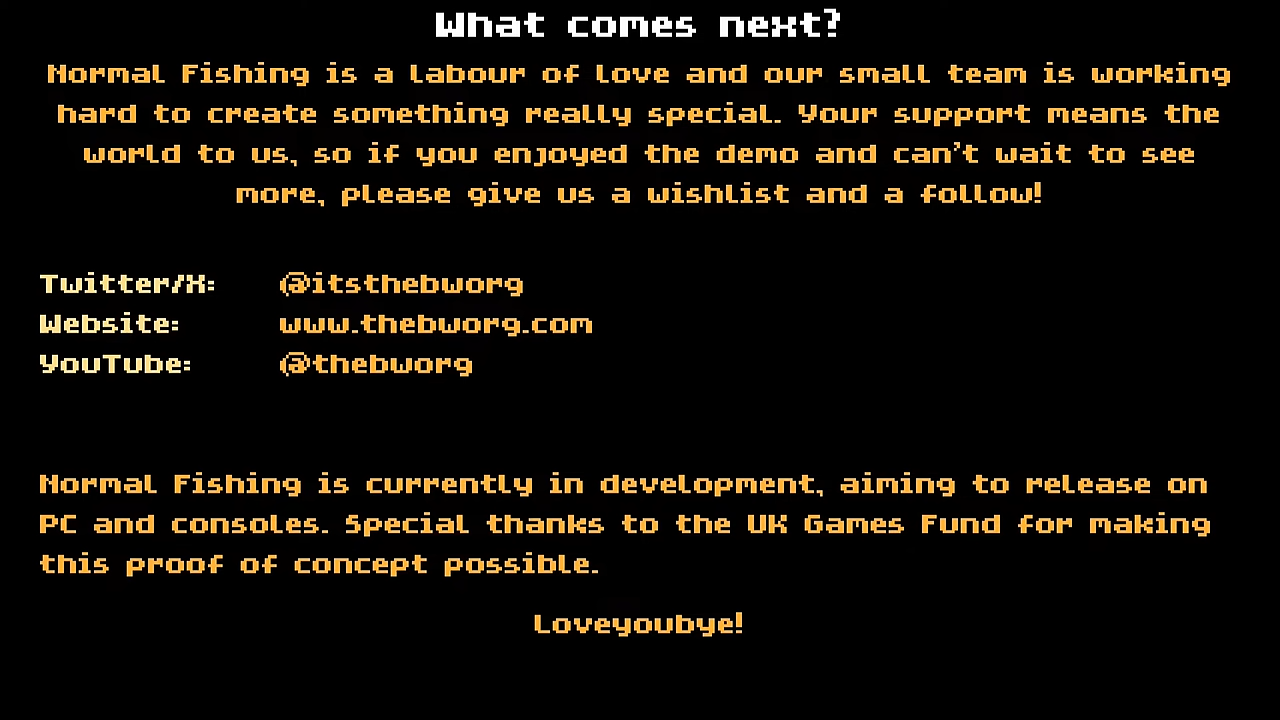 What comes next?
Normal Fishing is a labour of love and our small team is working
hard to create something really special. Your support means the
world to us, so if you enjoyed the demo and can't wait to see
more, please give us a wishlist and a follow!
Twitter/X: @itsthebworg
Website: www.thebworg.com
YouTube: @thebworg
Normal Fishing is currently in development, aiming to release on
PC and consoles. Special thanks to the UK Games Fund for making
this proof of concept possible.
Loveyoubye!